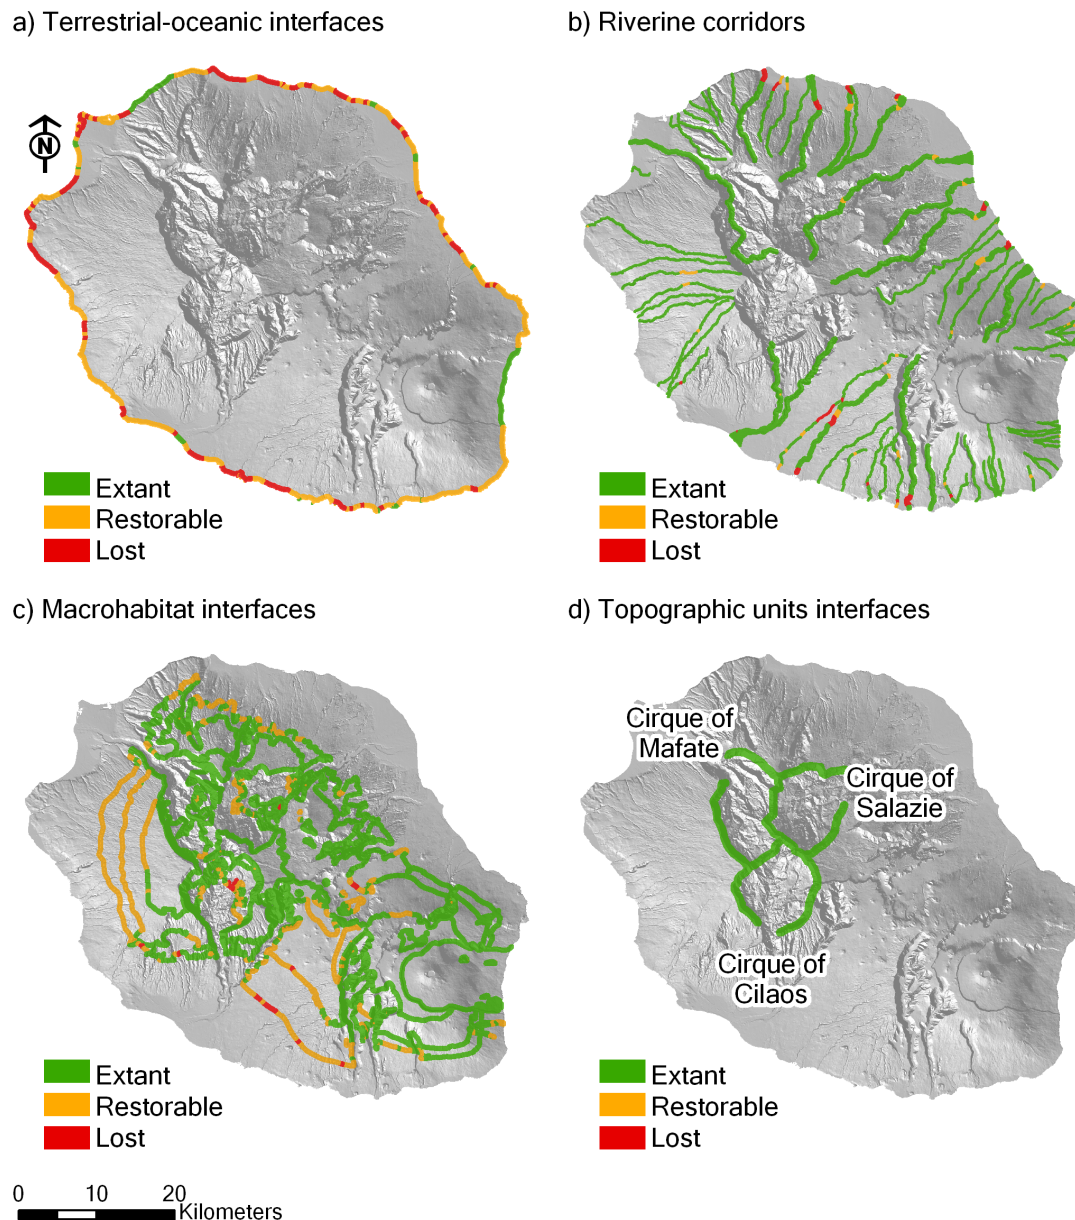 a) Terrestrial-oceanic interfaces
b) Riverine corridors
N
Extant
Restorable
Lost
Extant
Restorable
Lost
c) Macrohabitat interfaces
d) Topographic units interfaces
Cirque of
Mafate
Cirque of
Salazie
Cirque of
Cilaos
Extant
Restorable
Lost
Extant
Restorable
Lost
0 10 20
Kilometers